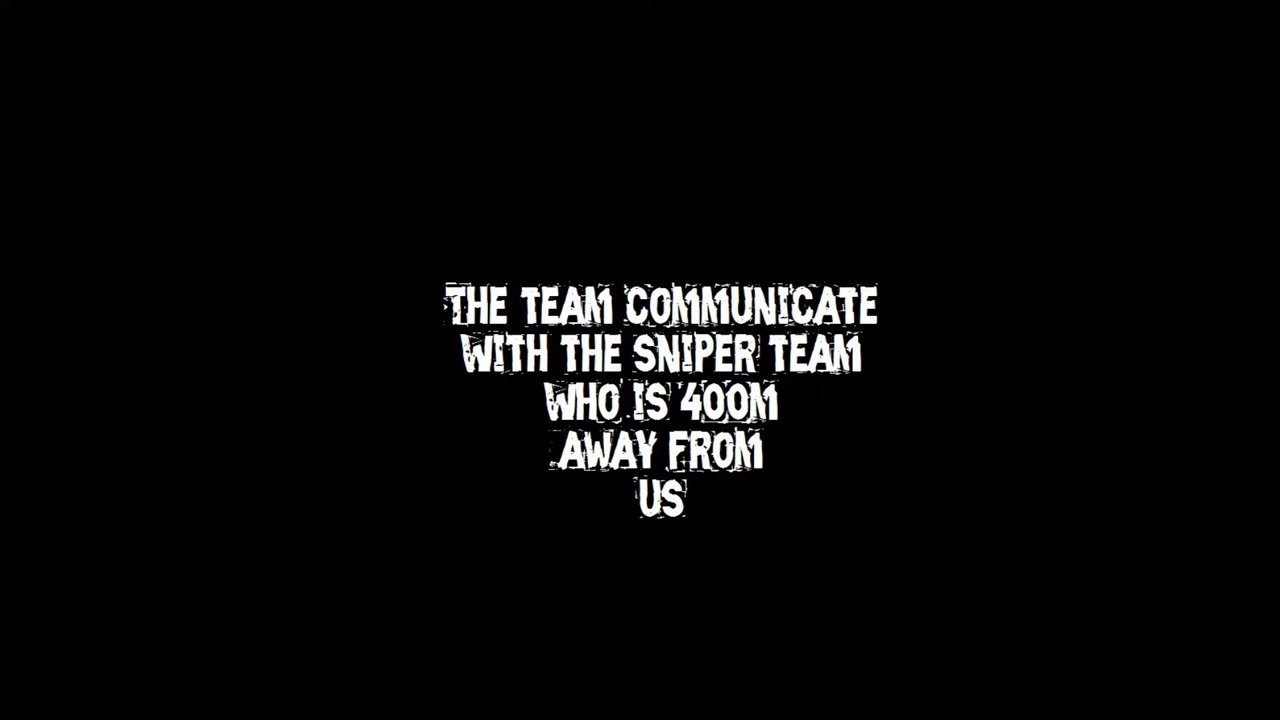 THE TEAM COMMUNICATE
WITH THE SNIPER TEAM
WHO IS 400M
AWAY FROM
US